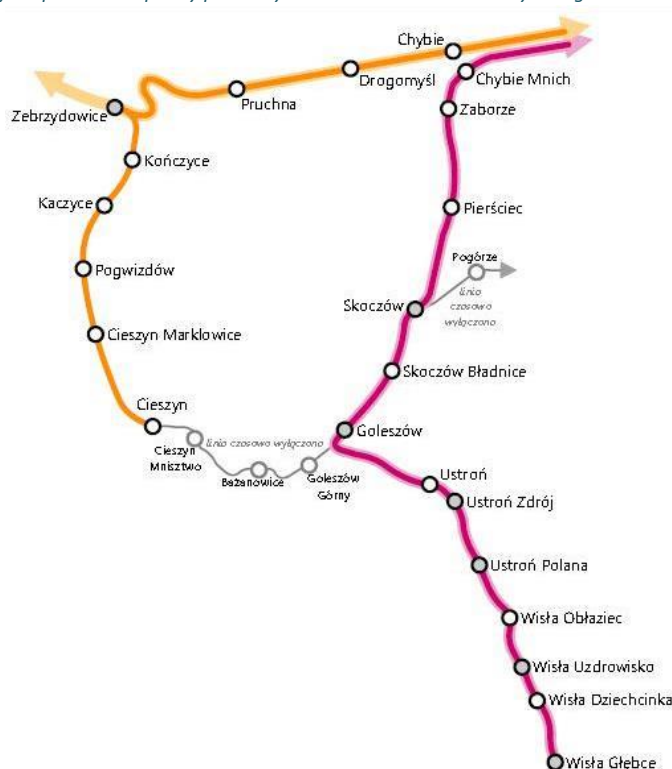 Chybie
Drogomyśl
Chybie Mnich
Pruchna
Zebrzydowice
Zaborze
Kończyce
Kaczyce
Pierściec
Pogwizdów
Pogórze
linia
czasowo
wyłączona
Skoczów
Cieszyn Marklowice
Skoczów Bładnice
Cieszyn
Goleszów
linia czasowo wyłączona
Cieszyn
Mnisztwo
Bażanowice
Goleszów
Górny
Ustroń
Ustroń Zdrój
Ustroń Polana
Wisła Obłaziec
Wisła Uzdrowisko
Wisła Dziechcinka
Wisła Głębce